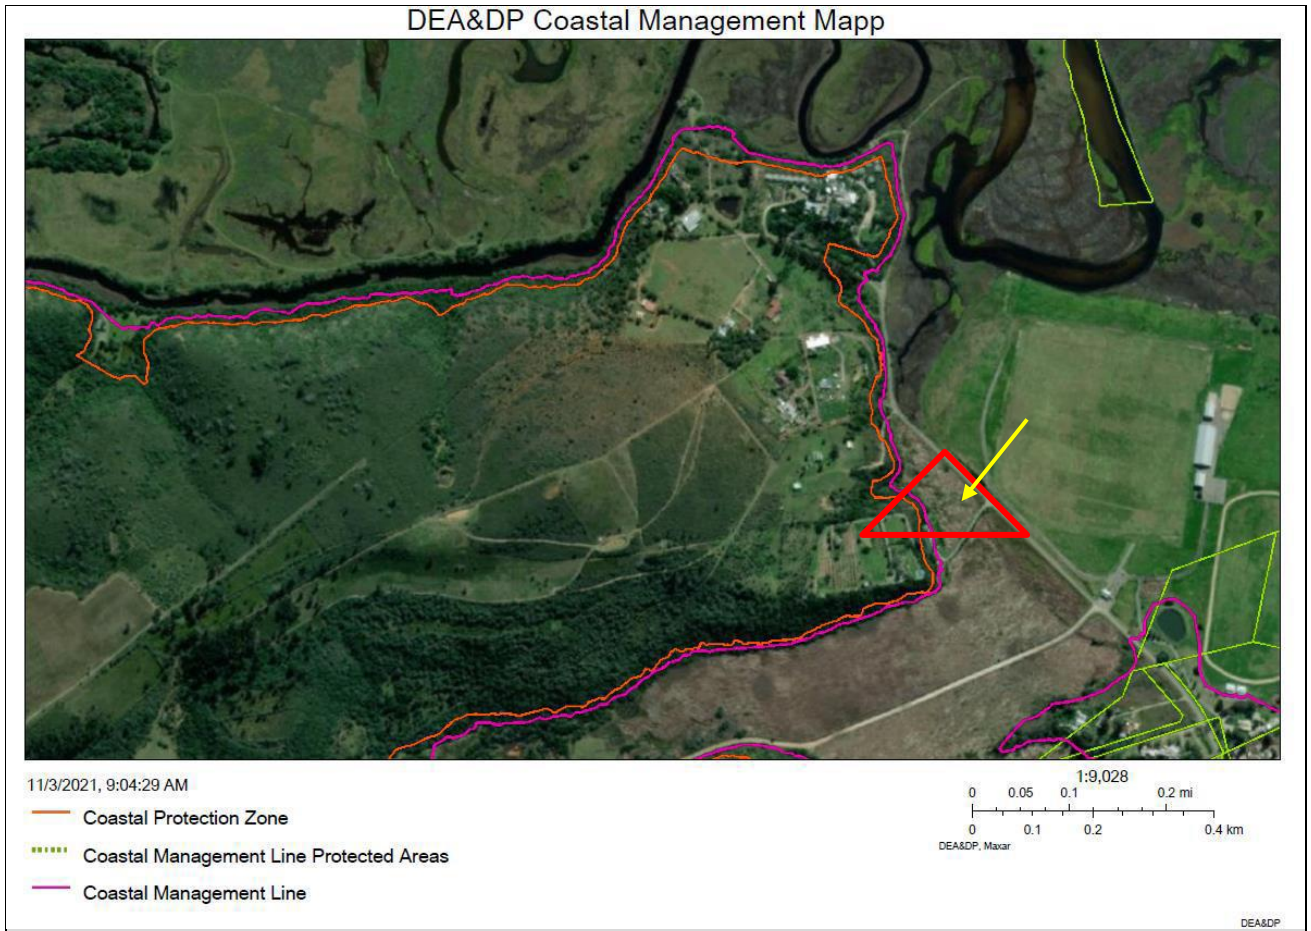 DEA&DP Coastal Management Mapp
11/3/2021, 9:04:29 AM
Coastal Protection Zone
Coastal Management Line Protected Areas
Coastal Management Line
1:9,028
0 0.05 0.1 0.2 mi
0 0.1 0.2 0.4 km
DEA&DP, Maxar
DEA&DP